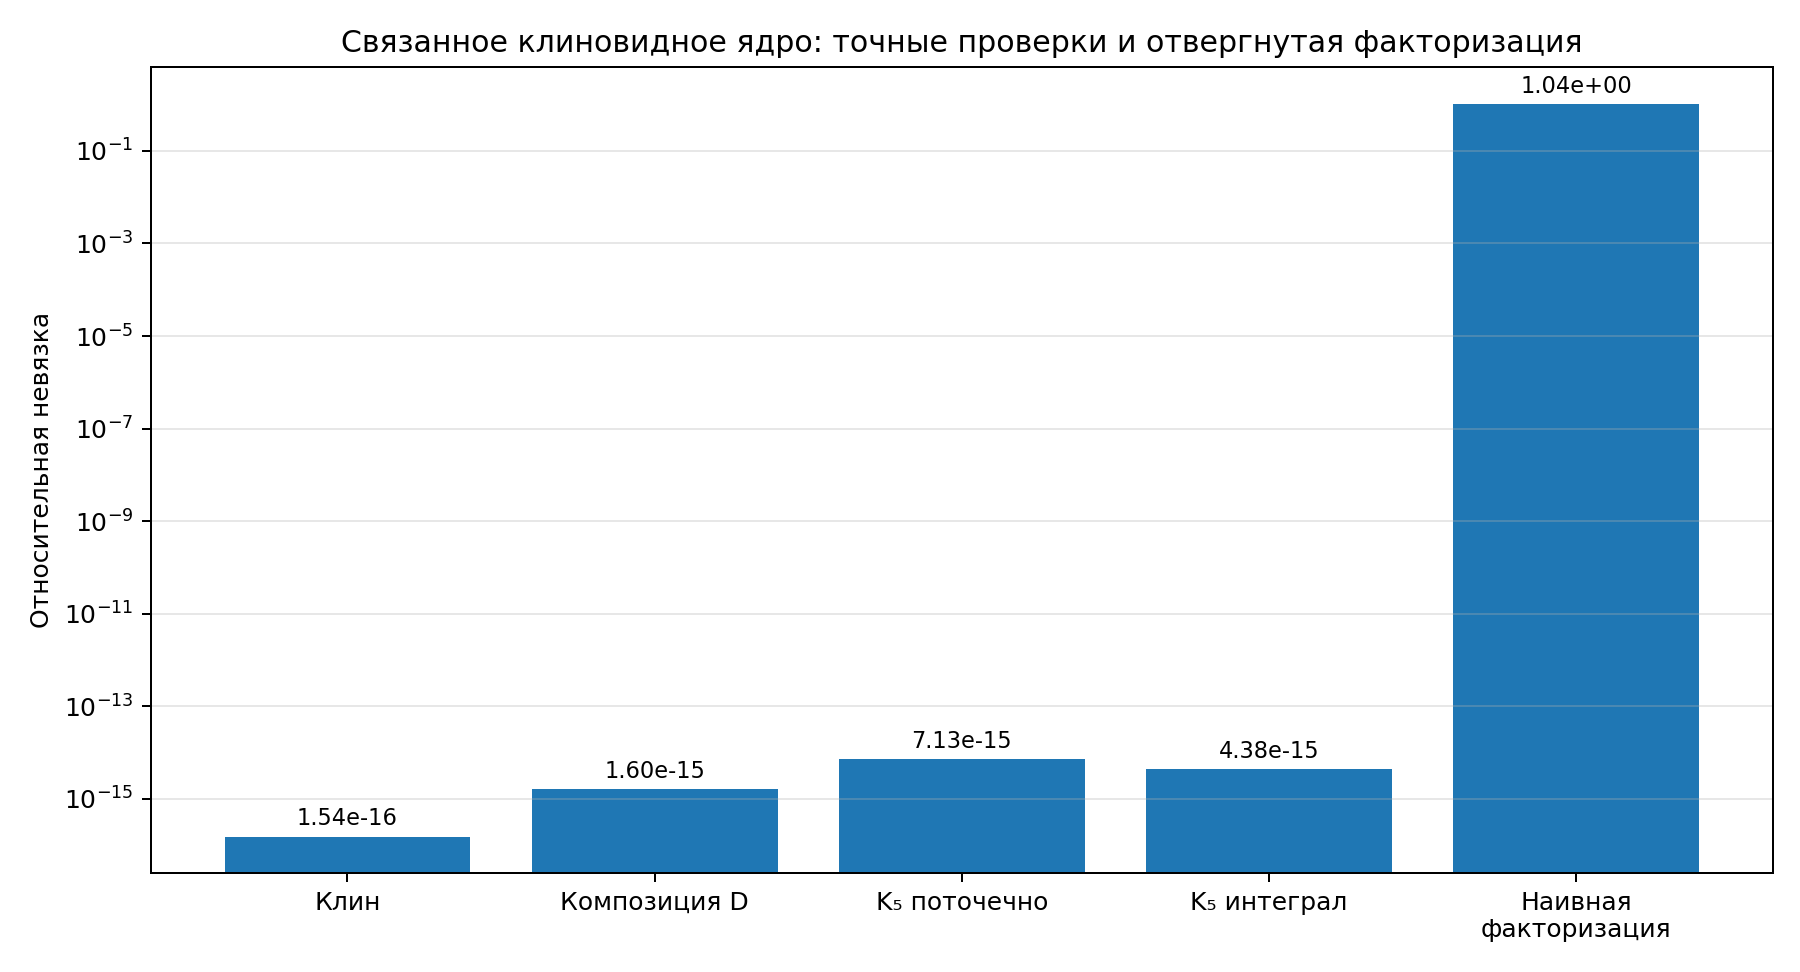 Связанное клиновидное ядро: точные проверки и отвергнутая факторизация
Относительная невязка
10⁻¹
10⁻³
10⁻⁵
10⁻⁷
10⁻⁹
10⁻¹¹
10⁻¹³
10⁻¹⁵
1.54e-16
1.60e-15
7.13e-15
4.38e-15
1.04e+00
Клин
Композиция D
K₅ поточечно
K₅ интеграл
Наивная
факторизация